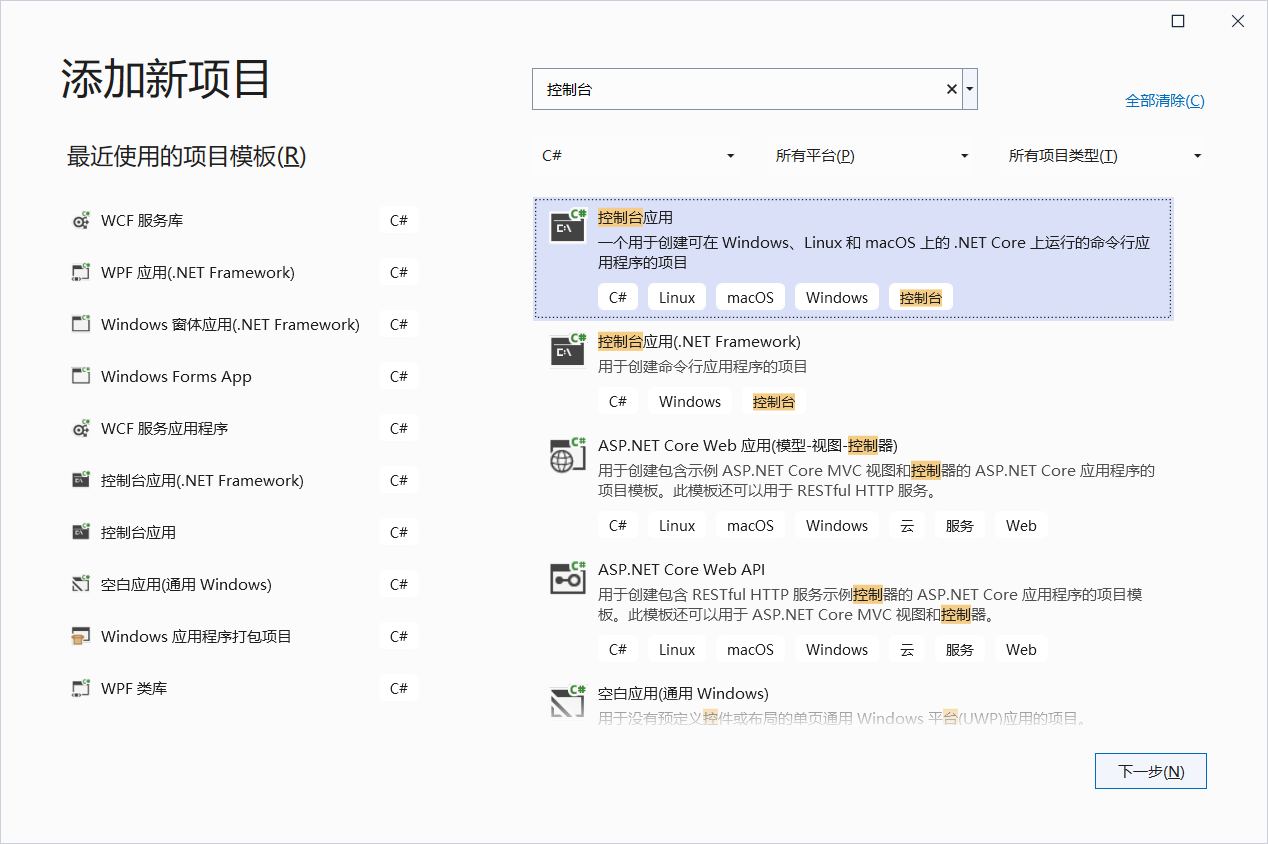 添加新项目
控制台
全部清除(C)
最近使用的项目模板(R)
C#
所有平台(P)
所有项目类型(T)
WCF 服务库
C#
WPF 应用(.NET Framework)
C#
Windows 窗体应用(.NET Framework)
C#
Windows Forms App
C#
WCF 服务应用程序
C#
控制台应用(.NET Framework)
C#
控制台应用
C#
空白应用(通用 Windows)
C#
Windows 应用程序打包项目
C#
WPF 类库
C#
控制台应用
一个用于创建可在 Windows、Linux 和 macOS 上的 .NET Core 上运行的命令行应
用程序的项目
C# Linux macOS Windows 控制台
控制台应用(.NET Framework)
用于创建命令行应用程序的项目
C# Windows 控制台
ASP.NET Core Web 应用(模型-视图-控制器)
用于创建包含示例 ASP.NET Core MVC 视图和控制器的 ASP.NET Core 应用程序的
项目模板。此模板还可以用于 RESTful HTTP 服务。
C# Linux macOS Windows 云 服务 Web
ASP.NET Core Web API
用于创建包含 RESTful HTTP 服务示例控制器的 ASP.NET Core 应用程序的项目模
板。此模板还可以用于 ASP.NET Core MVC 视图和控制器。
C# Linux macOS Windows 云 服务 Web
空白应用(通用 Windows)
用于没有预定义控件或布局的单页通用 Windows 平台(UWP)应用的项目。
下一步(N)